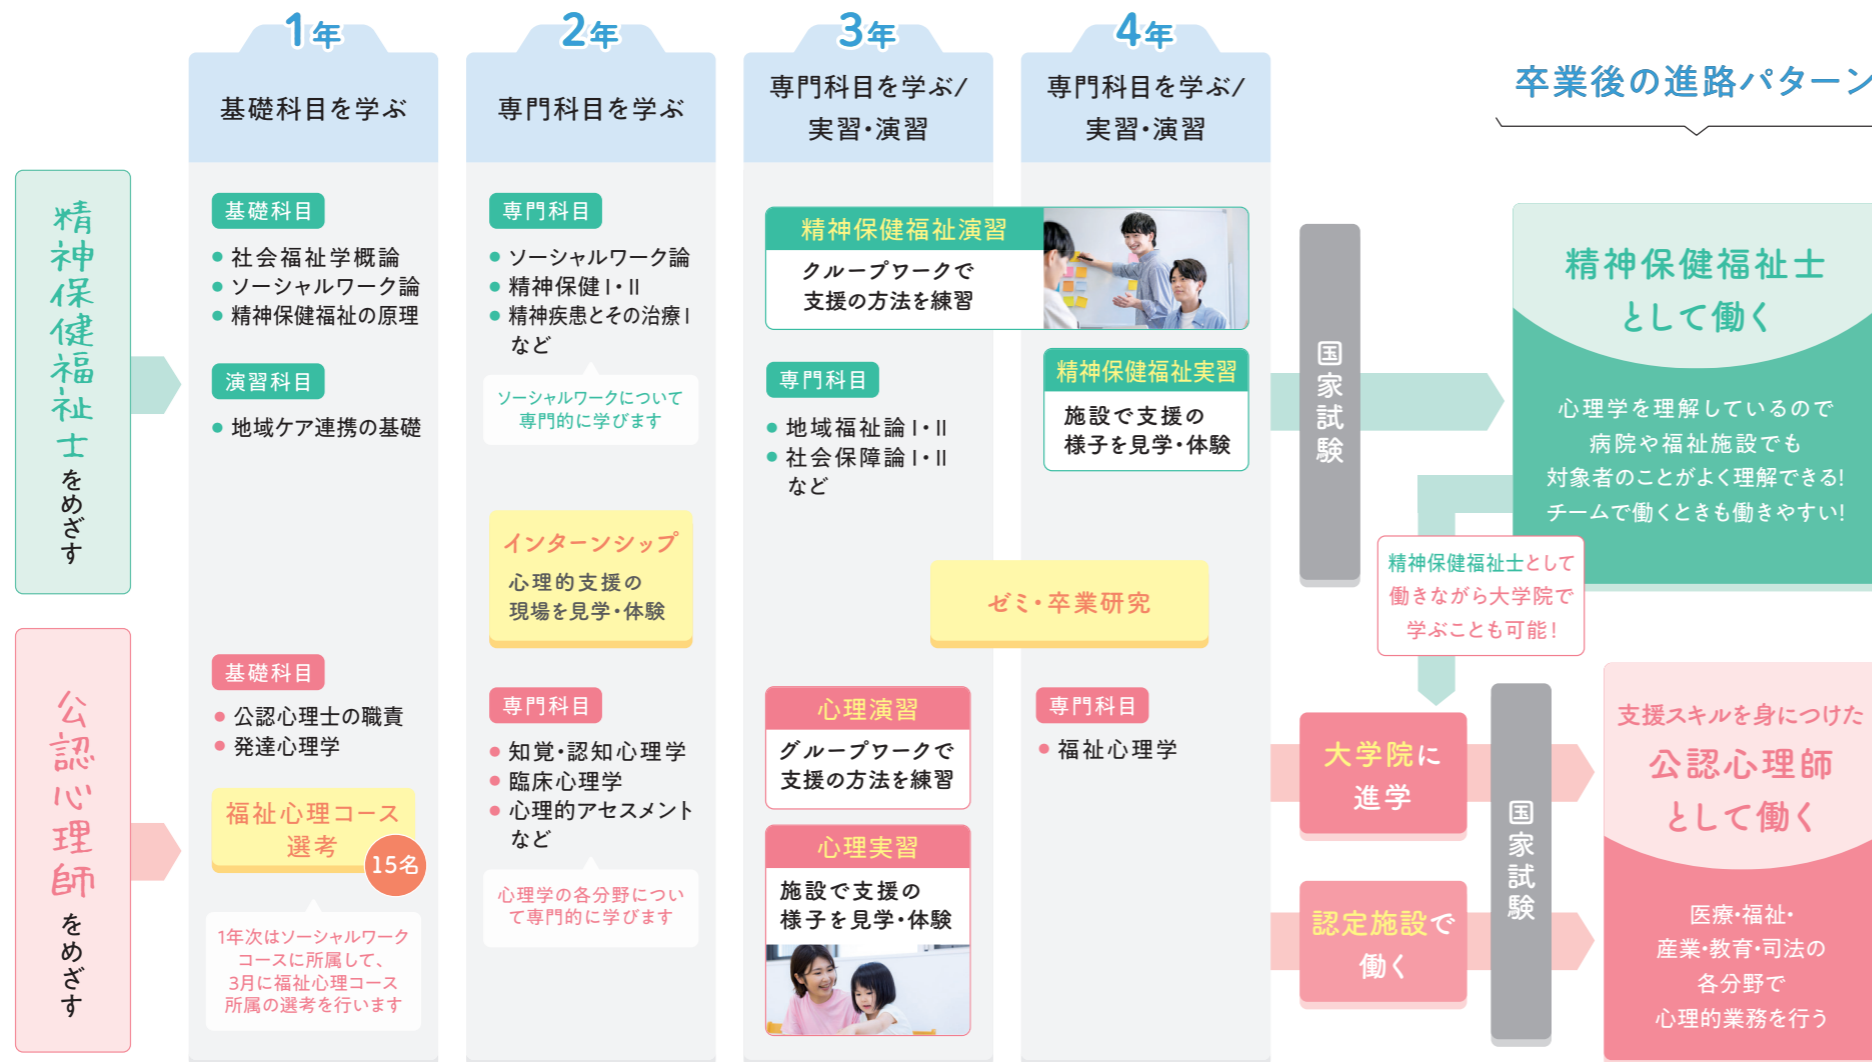 1年
2年
3年
4年
基礎科目を学ぶ
専門科目を学ぶ
専門科目を学ぶ/
実習・演習
専門科目を学ぶ/
実習・演習
卒業後の進路パターン
精神保健福祉士をめざす
基礎科目
• 社会福祉学概論
• ソーシャルワーク論
• 精神保健福祉の原理
演習科目
• 地域ケア連携の基礎
専門科目
• ソーシャルワーク論
• 精神保健Ⅰ・Ⅱ
• 精神疾患とその治療Ⅰ
など
ソーシャルワークについて
専門的に学びます
精神保健福祉演習
クループワークで
支援の方法を練習
専門科目
• 地域福祉論Ⅰ・Ⅱ
• 社会保障論Ⅰ・Ⅱ
など
精神保健福祉実習
施設で支援の
様子を見学・体験
国家試験
精神保健福祉士
として働く
心理学を理解しているので
病院や福祉施設でも
対象者のことがよく理解できる!
チームで働くときも働きやすい!
インターンシップ
心理的支援の
現場を見学・体験
ゼミ・卒業研究
精神保健福祉士として
働きながら大学院で
学ぶことも可能!
公認心理師をめざす
基礎科目
• 公認心理士の職責
• 発達心理学
福祉心理コース
選考
15名
1年次はソーシャルワーク
コースに所属して、
3月に福祉心理コース
所属の選考を行います
専門科目
• 知覚・認知心理学
• 臨床心理学
• 心理的アセスメント
など
心理学の各分野につい
て専門的に学びます
心理演習
グループワークで
支援の方法を練習
心理実習
施設で支援の
様子を見学・体験
専門科目
• 福祉心理学
大学院に
進学
認定施設で
働く
国家試験
支援スキルを身につけた
公認心理師
として働く
医療・福祉・
産業・教育・司法の
各分野で
心理的業務を行う